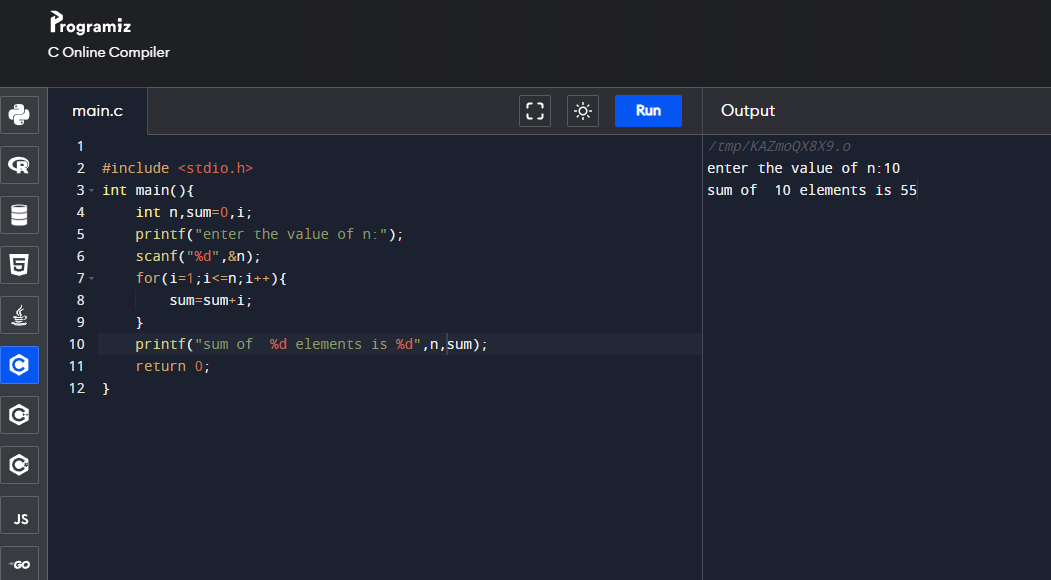 Programiz
C Online Compiler
main.c
Run
Output
1
2 #include <stdio.h>
3 int main(){
4     int n,sum=0,i;
5     printf("enter the value of n:");
6     scanf("%d",&n);
7     for(i=1;i<=n;i++){
8         sum=sum+i;
9     }
10     printf("sum of  %d elements is %d",n,sum);
11     return 0;
12 }
/tmp/KAZmoQX8X9.o
enter the value of n:10
sum of  10 elements is 55
R
5
C
C
C
JS
GO